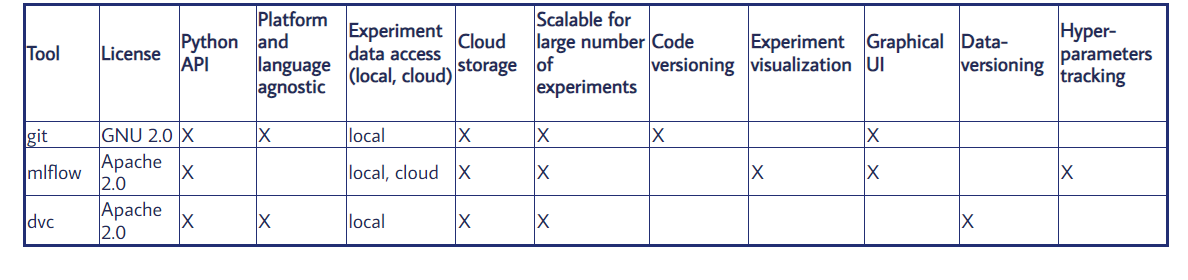 Tool License Python API Platform and language agnostic Experiment data access (local, cloud) Cloud storage Scalable for large number of experiments Code versioning Experiment visualization Graphical UI Data-versioning Hyper-parameters tracking
git GNU 2.0 X X local X X X X
mlflow Apache 2.0 X local, cloud X X X X X
dvc Apache 2.0 X X local X X X